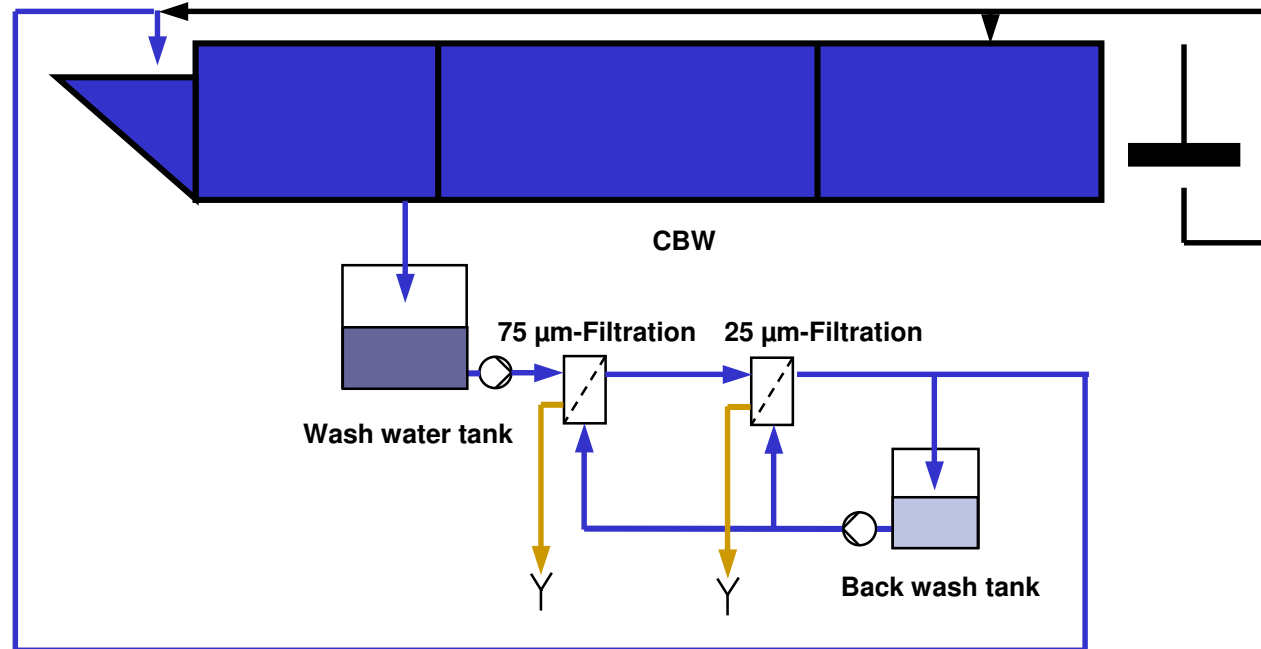 CBW
75 µm-Filtration
25 µm-Filtration
Wash water tank
Back wash tank